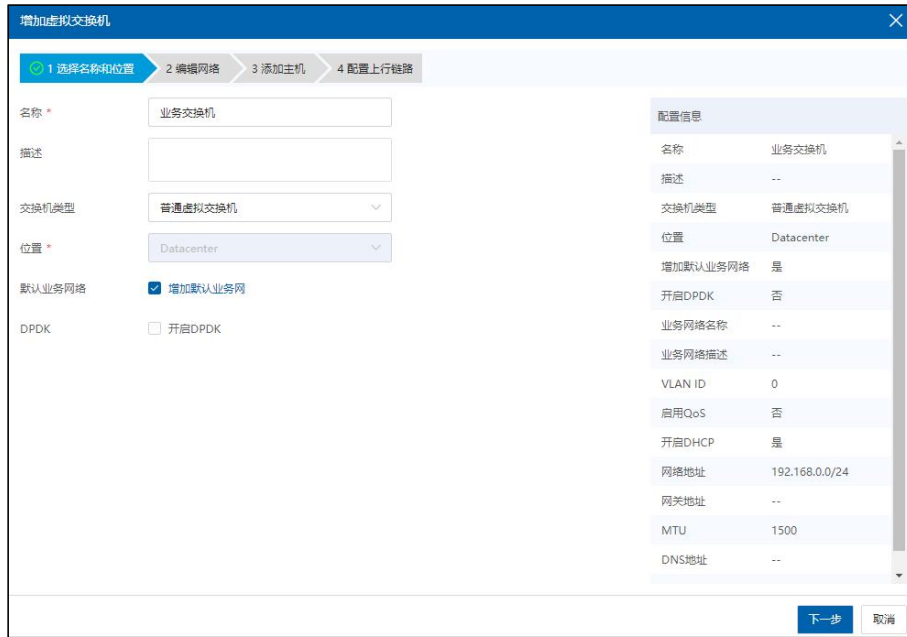 增加虚拟交换机
1 选择名称和位置 2 编辑网络 3 添加主机 4 配置上行链路
名称 * 业务交换机
描述
交换机类型 普通虚拟交换机
位置 * Datacenter
默认业务网络 增加默认业务网
DPDK 开启DPDK
配置信息
名称 业务交换机
描述 --
交换机类型 普通虚拟交换机
位置 Datacenter
增加默认业务网络 是
开启DPDK 否
业务网络名称 --
业务网络描述 --
VLAN ID 0
启用QoS 否
开启DHCP 是
网络地址 192.168.0.0/24
网关地址 --
MTU 1500
DNS地址 --
下一步 取消